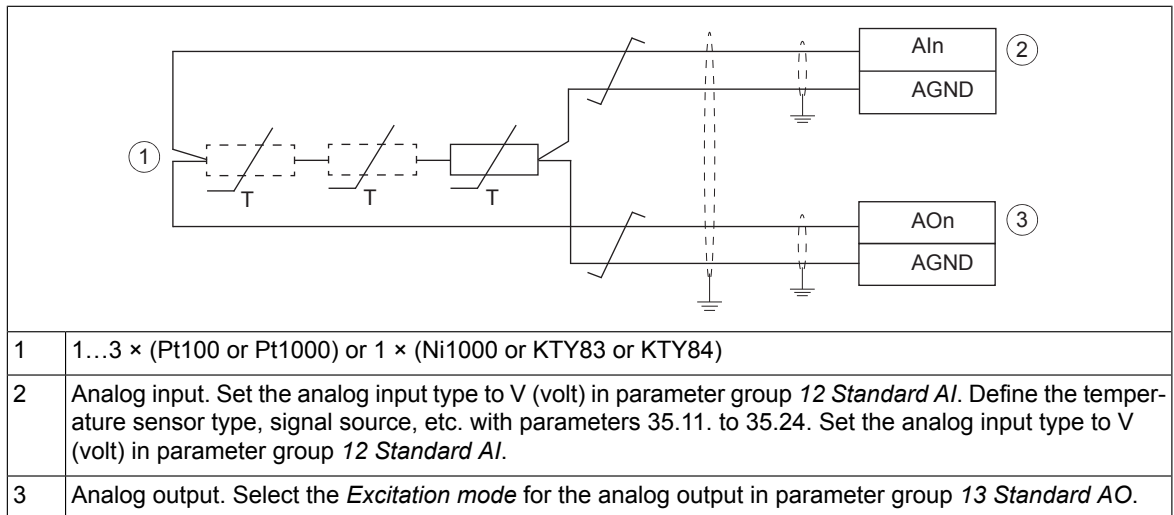 AIn
2
AGND
1
T
T
T
AOn
3
AGND
1 1…3 × (Pt100 or Pt1000) or 1 × (Ni1000 or KTY83 or KTY84)
2 Analog input. Set the analog input type to V (volt) in parameter group 12 Standard AI. Define the temper-
ature sensor type, signal source, etc. with parameters 35.11. to 35.24. Set the analog input type to V
(volt) in parameter group 12 Standard AI.
3 Analog output. Select the Excitation mode for the analog output in parameter group 13 Standard AO.